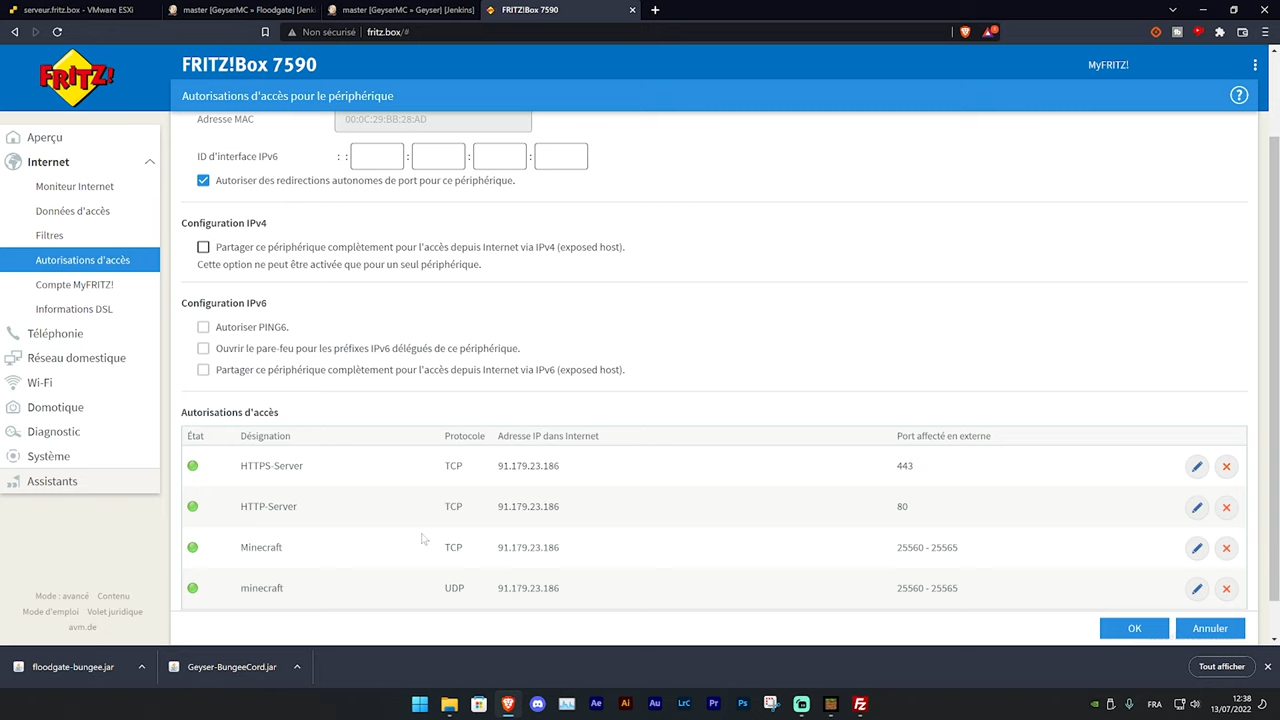 serveur.fritz.box - VMware ESXi
master [GeyserMC » Floodgate] [Jenki
master [GeyserMC » Geyser] [Jenkins]
FRITZ!Box 7590
Non sécurisé
fritz.box/#
FRITZ!
FRITZ!Box 7590
MyFRITZ!
Autorisations d'accès pour le périphérique
Adresse MAC
00:0C:29:BB:28:AD
ID d'interface IPv6
: : : : :
Autoriser des redirections autonomes de port pour ce périphérique.
Configuration IPv4
Partager ce périphérique complètement pour l'accès depuis Internet via IPv4 (exposed host).
Cette option ne peut être activée que pour un seul périphérique.
Configuration IPv6
Autoriser PING6.
Ouvrir le pare-feu pour les préfixes IPv6 délégués de ce périphérique.
Partager ce périphérique complètement pour l'accès depuis Internet via IPv6 (exposed host).
Autorisations d'accès
État Désignation Protocole Adresse IP dans Internet Port affecté en externe
HTTPS-Server TCP 91.179.23.186 443
HTTP-Server TCP 91.179.23.186 80
Minecraft TCP 91.179.23.186 25560 - 25565
minecraft UDP 91.179.23.186 25560 - 25565
OK Annuler
Aperçu
Internet
Moniteur Internet
Données d'accès
Filtres
Autorisations d'accès
Compte MyFRITZ!
Informations DSL
Téléphonie
Réseau domestique
Wi-Fi
Domotique
Diagnostic
Système
Assistants
Mode : avancé Contenu
Mode d'emploi Volet juridique
avm.de
floodgate-bungee.jar
Geyser-BungeeCord.jar
Tout afficher
Ae Ai Au Lrc Pr Ps
FRA
12:38
13/07/2022